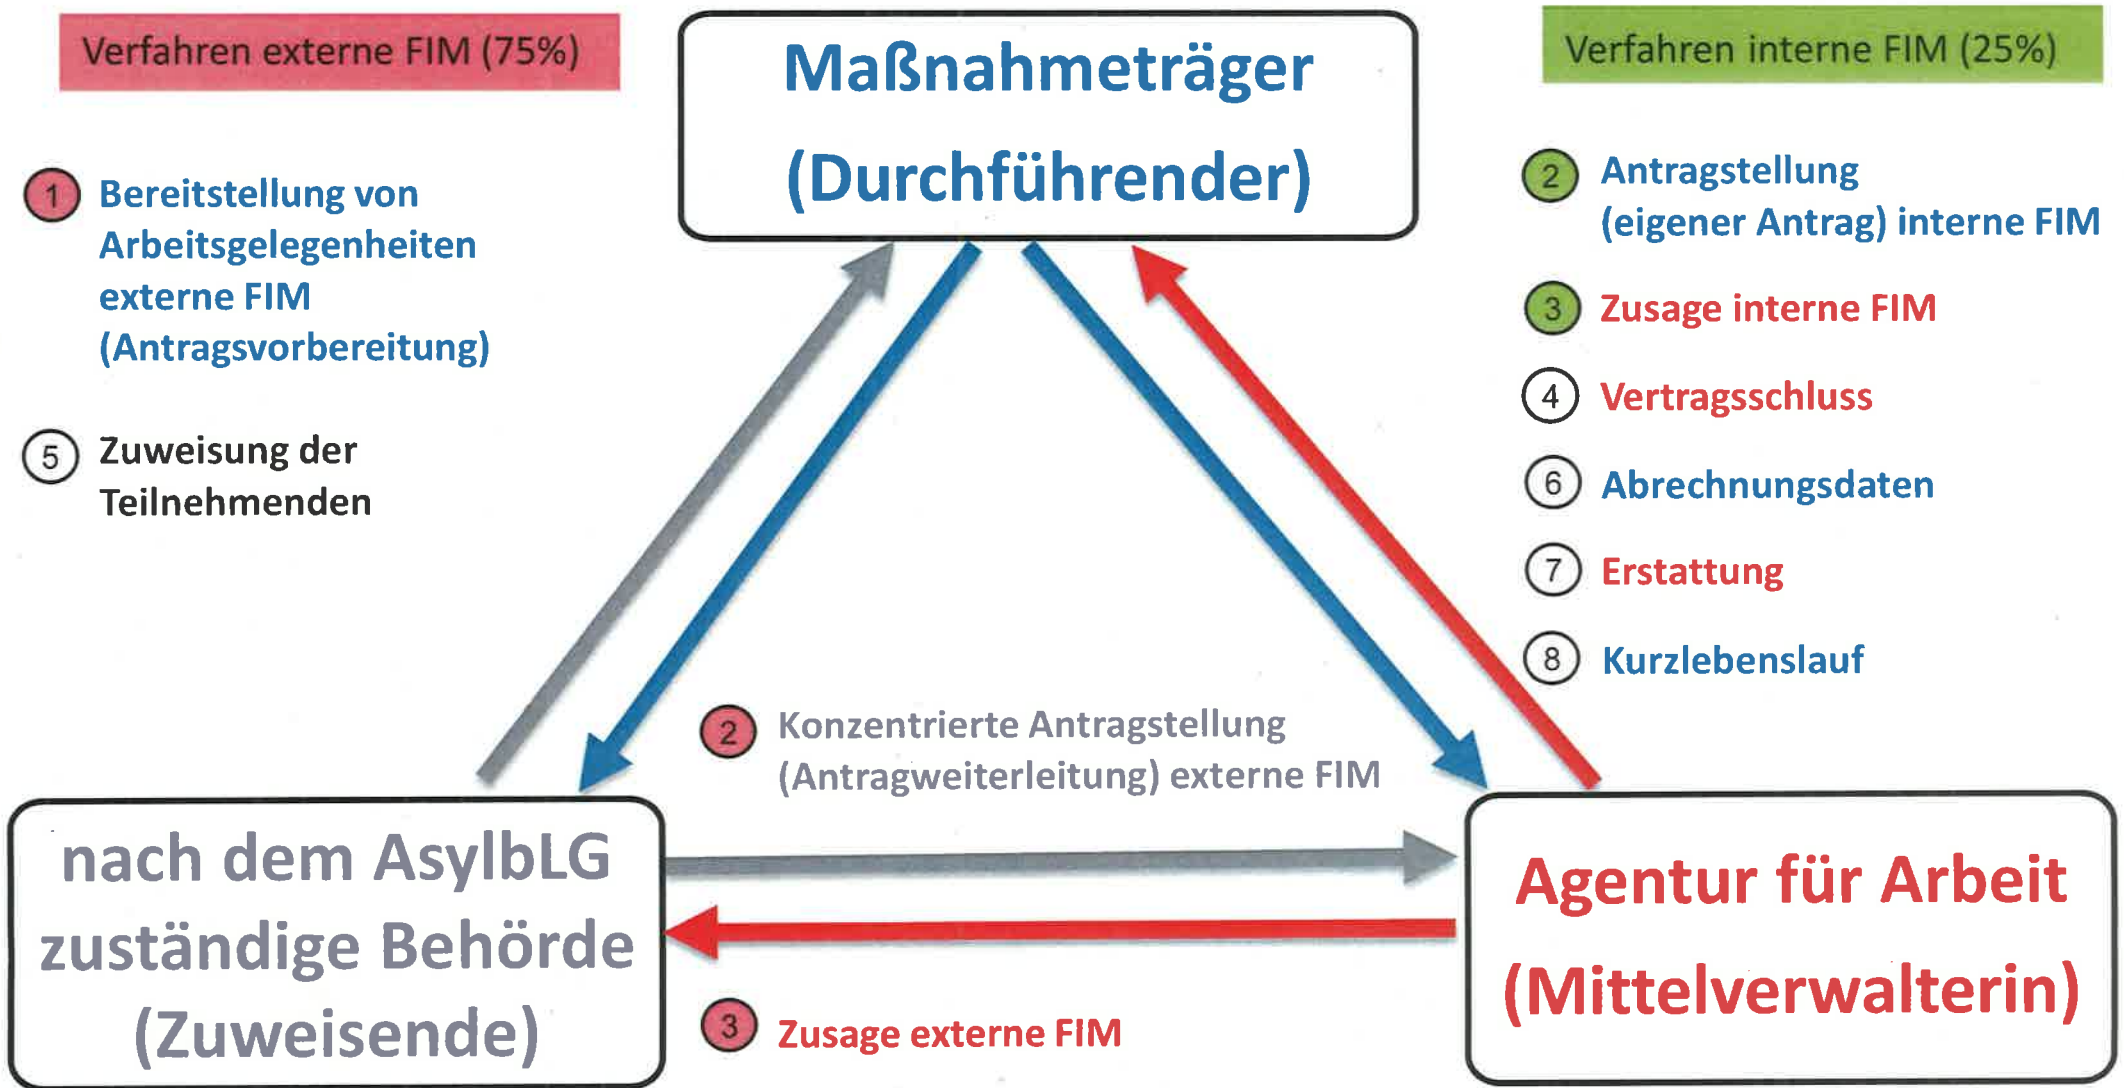 Verfahren externe FIM (75%)
Maßnahmeträger
(Durchführender)
Verfahren interne FIM (25%)
1 Bereitstellung von
Arbeitsgelegenheiten
externe FIM
(Antragsvorbereitung)
5 Zuweisung der
Teilnehmenden
2 Antragstellung
(eigener Antrag) interne FIM
3 Zusage interne FIM
4 Vertragsschluss
6 Abrechnungsdaten
7 Erstattung
8 Kurzlebenslauf
2 Konzentrierte Antragstellung
(Antragweiterleitung) externe FIM
nach dem AsylbLG
zuständige Behörde
(Zuweisende)
Agentur für Arbeit
(Mittelverwalterin)
3 Zusage externe FIM